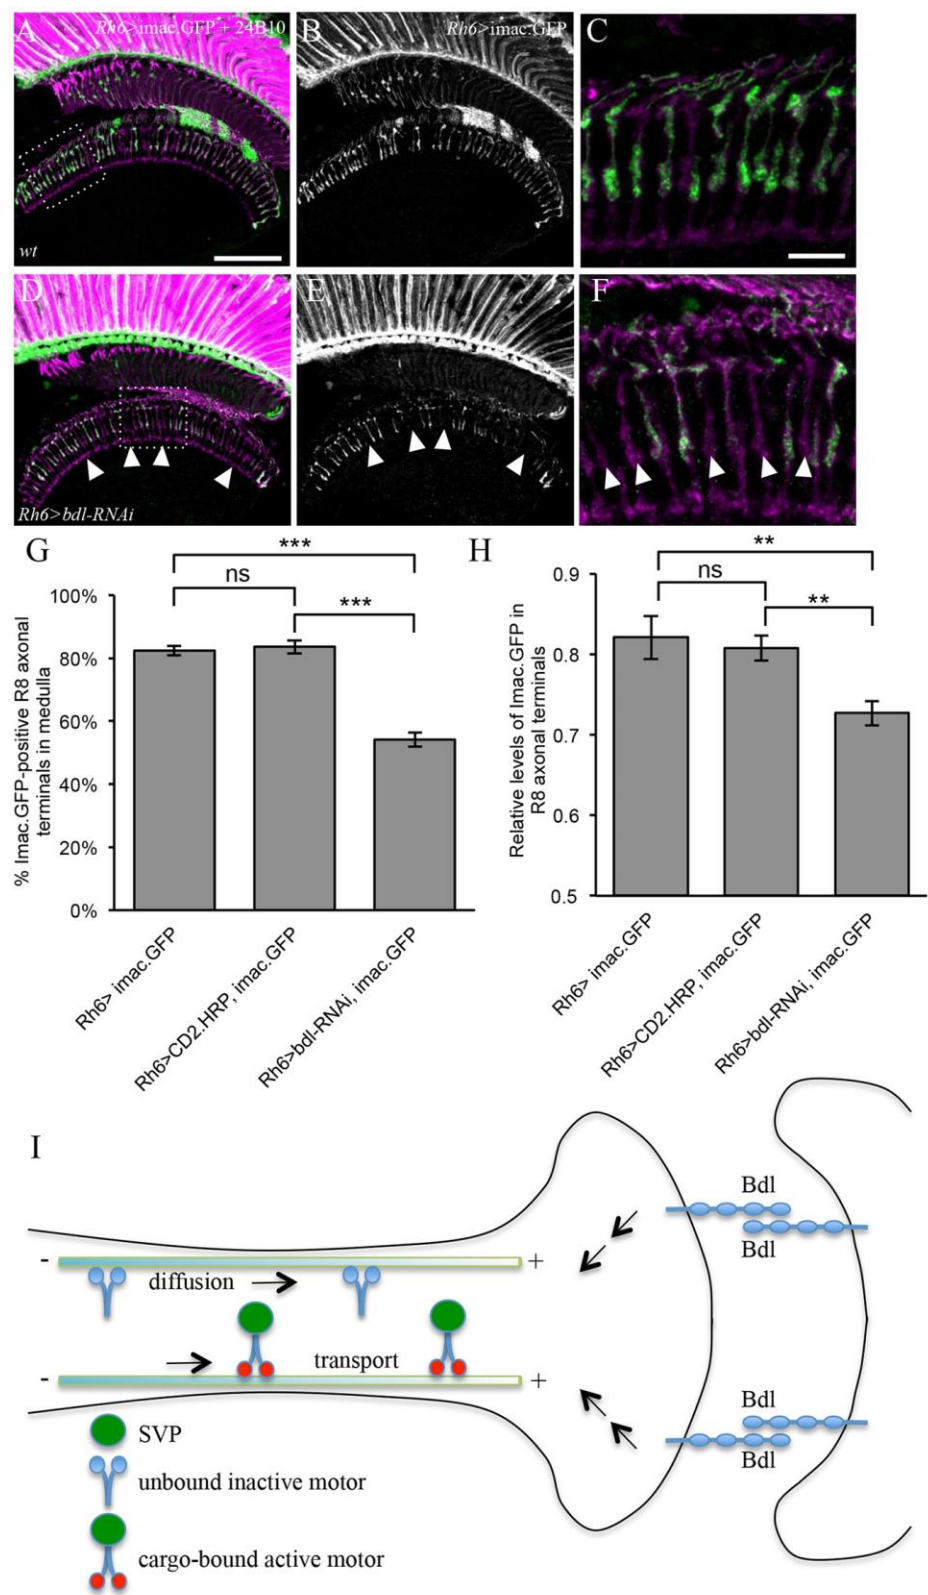 A
Rh6>imac.GFP + 24B10
wt
B
Rh6>imac.GFP
C
D
Rh6>bdl-RNAi
E
F
G
***
ns
***
100%
80%
60%
40%
20%
0%
% Imac.GFP-positive R8 axonal
terminals in medulla
Rh6> imac.GFP
Rh6>CD2.HRP, imac.GFP
Rh6>bdl-RNAi, imac.GFP
H
**
ns
**
0.9
0.8
0.7
0.6
0.5
Relative levels of Imac.GFP in
R8 axonal terminals
Rh6> imac.GFP
Rh6>CD2.HRP, imac.GFP
Rh6>bdl-RNAi, imac.GFP
I
Bdl
Bdl
- diffusion +
- transport +
Bdl
Bdl
SVP
unbound inactive motor
cargo-bound active motor